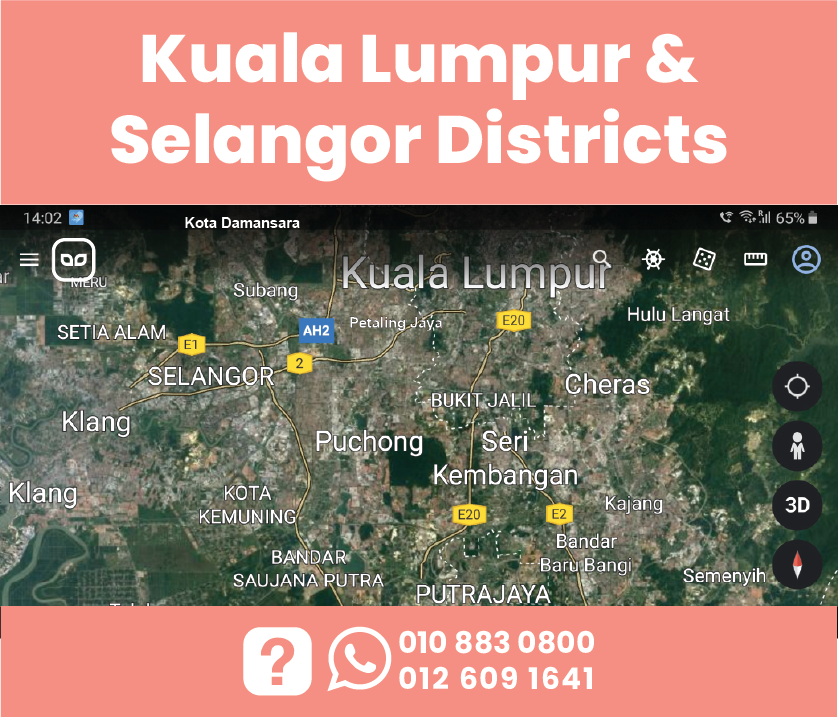 Kuala Lumpur &
Selangor Districts
14:02
65%
Kota Damansara
MERU
Subang
Kuala Lumpur
SETIA ALAM
E1
AH2
Petaling Jaya
E20
Hulu Langat
2
SELANGOR
BUKIT JALIL
Cheras
Klang
Puchong
Seri
Kembangan
Klang
KOTA
KEMUNING
E20
E2
Kajang
3D
BANDAR
SAUJANA PUTRA
Bandar
Baru Bangi
PUTRAJAYA
Semenyih
?
010 883 0800
012 609 1641